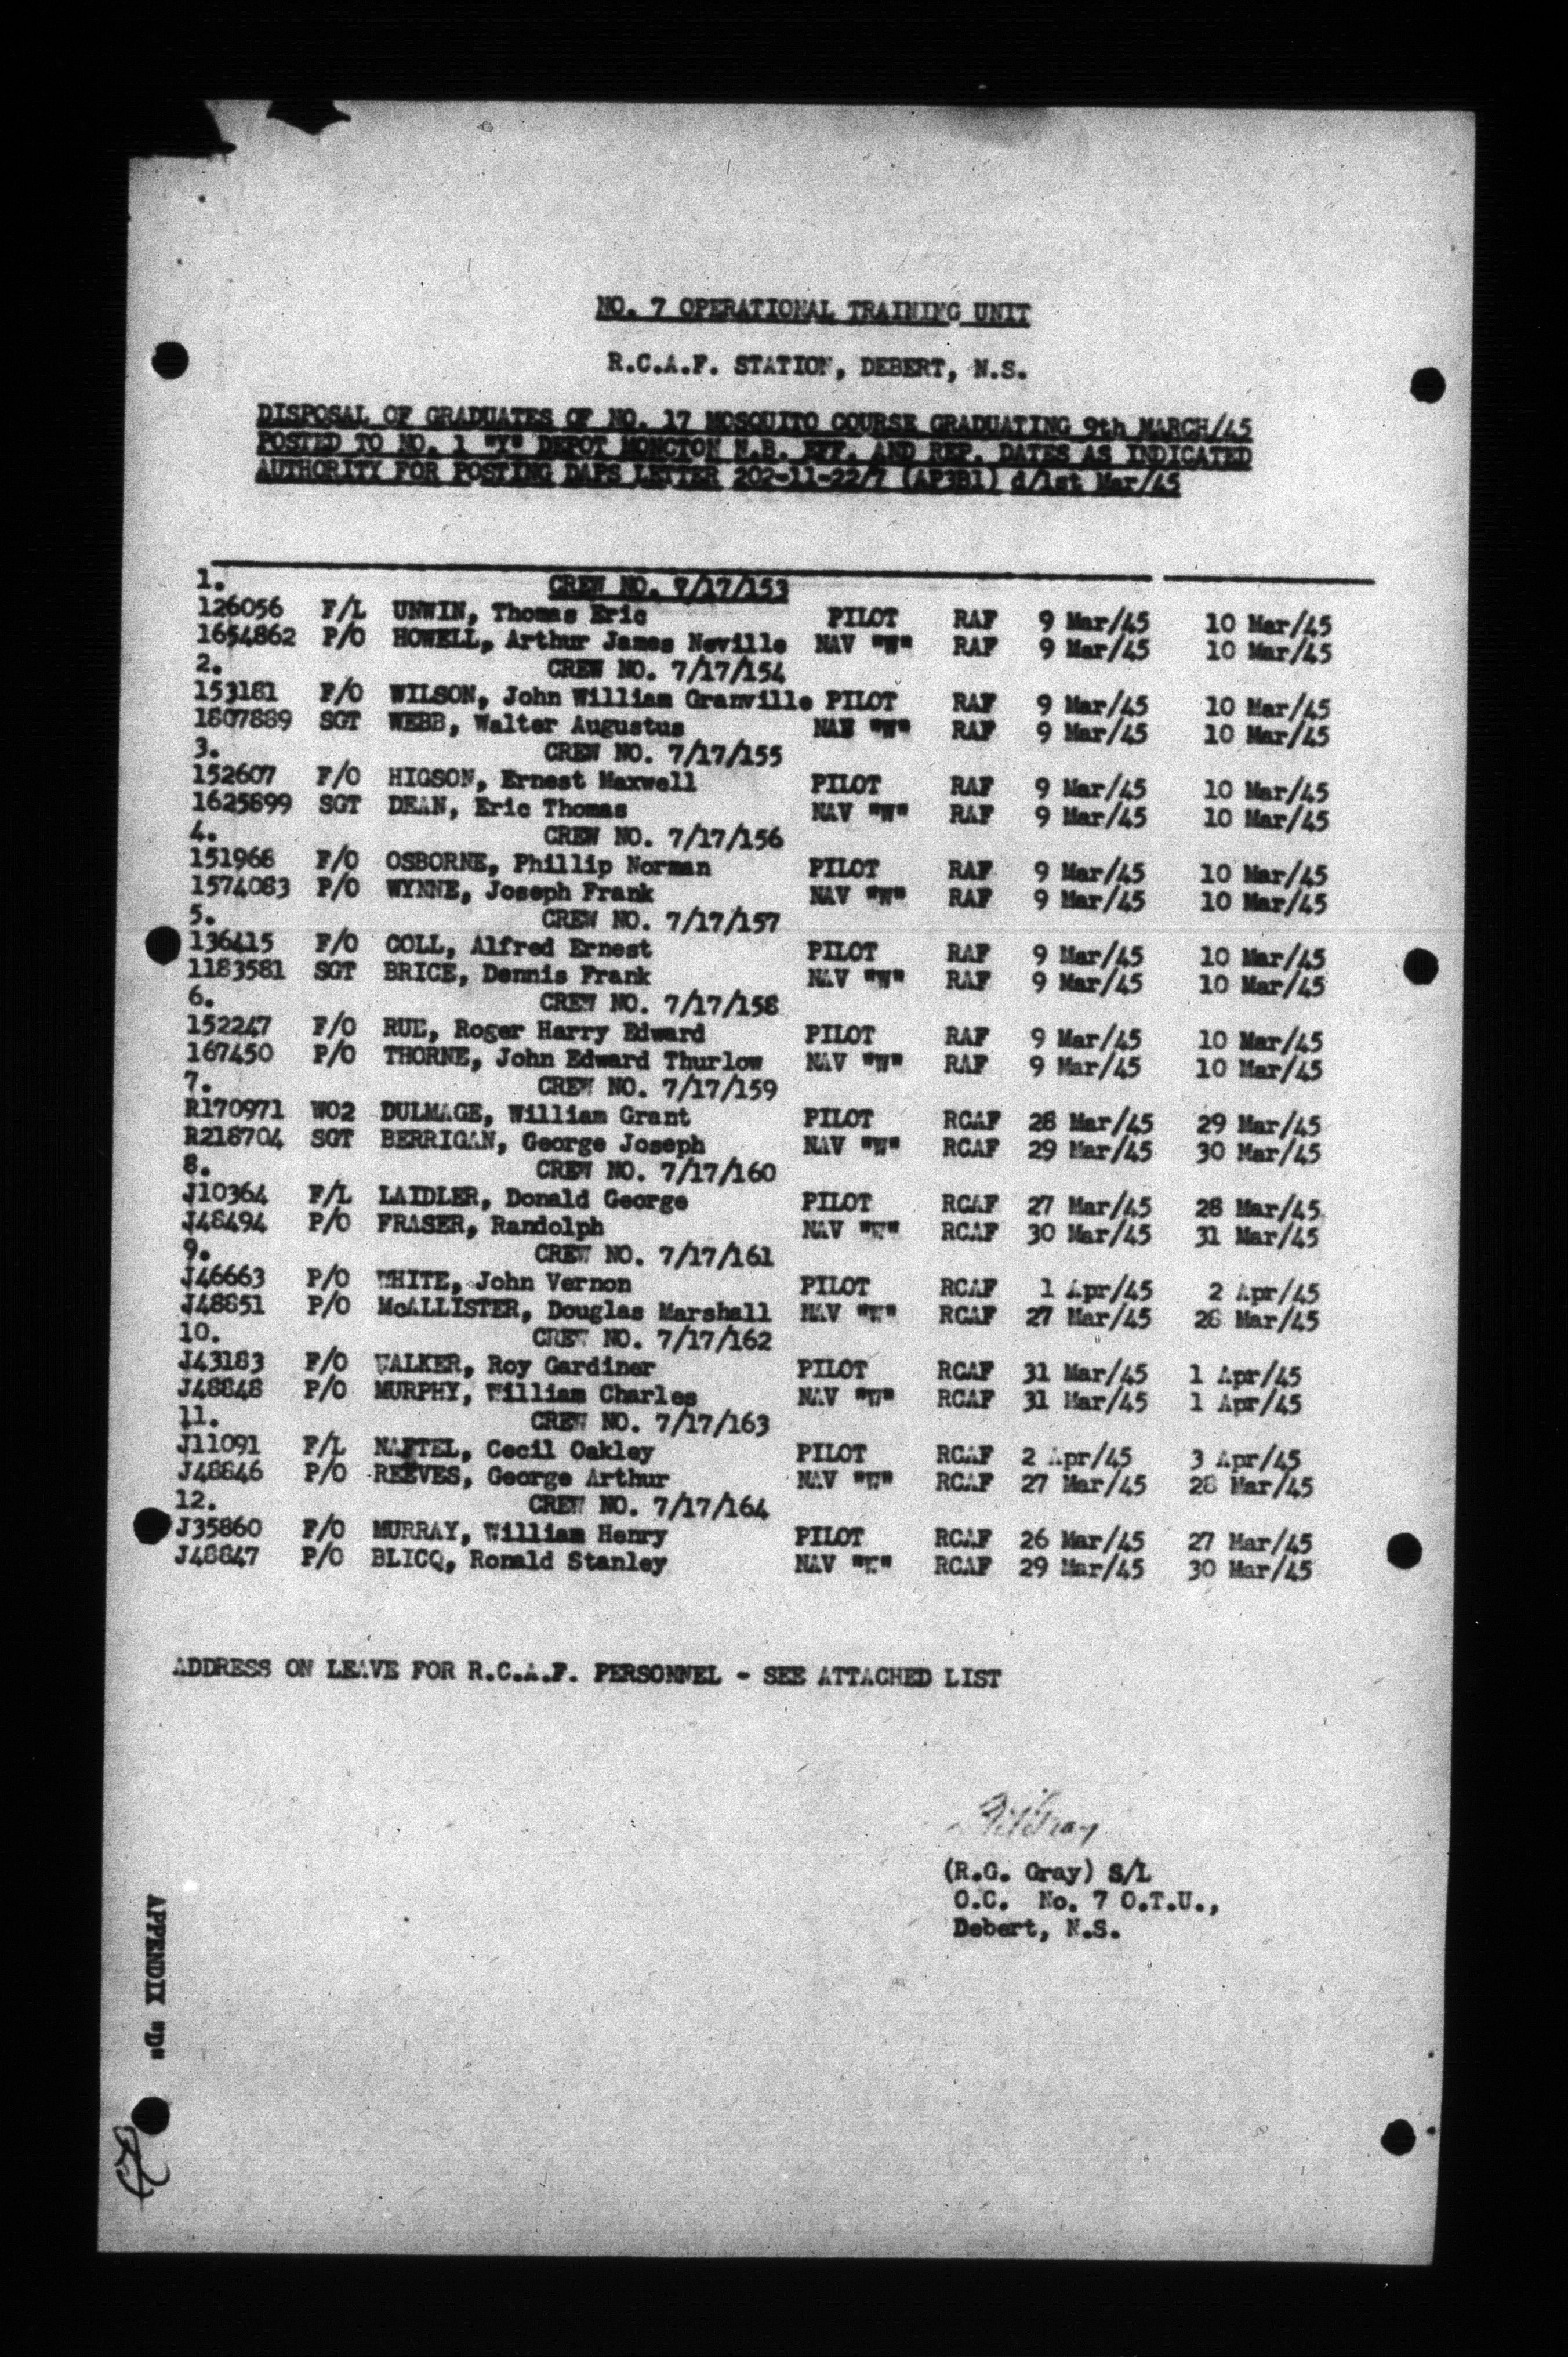 NO. 7 OPERATIONAL TRAINING UNIT
R.C.A.F. STATION, DEBERT, N.S.
DISPOSAL OF GRADUATES OF NO. 17 MOSQUITO COURSE GRADUATING 9th MARCH/45
POSTED TO NO. 1 "Y" DEPOT MONCTON N.B. EFF. AND REP. DATES AS INDICATED
AUTHORITY FOR POSTING DAPS LETTER 202-11-22/7 (AP3B1) d/1st Mar/45
1. CREW NO. 7/17/153
126056 F/L UNWIN, Thomas Eric PILOT RAF 9 Mar/45 10 Mar/45
1654862 P/O HOWELL, Arthur James Neville NAV "W" RAF 9 Mar/45 10 Mar/45
2. CREW NO. 7/17/154
153181 F/O WILSON, John William Granville PILOT RAF 9 Mar/45 10 Mar/45
1807889 SGT WEBB, Walter Augustus NAB "W" RAF 9 Mar/45 10 Mar/45
3. CREW NO. 7/17/155
152607 F/O HIGSON, Ernest Maxwell PILOT RAF 9 Mar/45 10 Mar/45
1625899 SGT DEAN, Eric Thomas NAV "W" RAF 9 Mar/45 10 Mar/45
4. CREW NO. 7/17/156
151968 F/O OSBORNE, Phillip Norman PILOT RAF 9 Mar/45 10 Mar/45
1574083 P/O WYNNE, Joseph Frank NAV "W" RAF 9 Mar/45 10 Mar/45
5. CREW NO. 7/17/157
136415 F/O COLL, Alfred Ernest PILOT RAF 9 Mar/45 10 Mar/45
1183581 SGT BRICE, Dennis Frank NAV "W" RAF 9 Mar/45 10 Mar/45
6. CREW NO. 7/17/158
152247 F/O RUE, Roger Harry Edward PILOT RAF 9 Mar/45 10 Mar/45
167450 P/O THORNE, John Edward Thurlow NAV "W" RAF 9 Mar/45 10 Mar/45
7. CREW NO. 7/17/159
R170971 WO2 DULMAGE, William Grant PILOT RCAF 28 Mar/45 29 Mar/45
R218704 SGT BERRIGAN, George Joseph NAV "W" RCAF 29 Mar/45 30 Mar/45
8. CREW NO. 7/17/160
J10364 F/L LAIDLER, Donald George PILOT RCAF 27 Mar/45 28 Mar/45
J48494 P/O FRASER, Randolph NAV "W" RCAF 30 Mar/45 31 Mar/45
9. CREW NO. 7/17/161
J46663 P/O WHITE, John Vernon PILOT RCAF 1 Apr/45 2 Apr/45
J48851 P/O McALLISTER, Douglas Marshall NAV "W" RCAF 27 Mar/45 28 Mar/45
10. CREW NO. 7/17/162
J43183 F/O WALKER, Roy Gardiner PILOT RCAF 31 Mar/45 1 Apr/45
J48848 P/O MURPHY, William Charles NAV "W" RCAF 31 Mar/45 1 Apr/45
11. CREW NO. 7/17/163
J11091 F/L NAFTEL, Cecil Oakley PILOT RCAF 2 Apr/45 3 Apr/45
J48846 P/O REEVES, George Arthur NAV "W" RCAF 27 Mar/45 28 Mar/45
12. CREW NO. 7/17/164
J35860 F/O MURRAY, William Henry PILOT RCAF 26 Mar/45 27 Mar/45
J48847 P/O BLICQ, Ronald Stanley NAV "W" RCAF 29 Mar/45 30 Mar/45
ADDRESS ON LEAVE FOR R.C.A.F. PERSONNEL - SEE ATTACHED LIST
(R.G. Gray) S/L
O.C. No. 7 O.T.U.,
Debert, N.S.
APPENDIX "D"